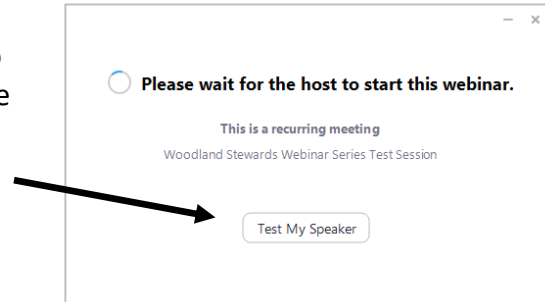 e
Please wait for the host to start this webinar.
This is a recurring meeting
Woodland Stewards Webinar Series Test Session
Test My Speaker